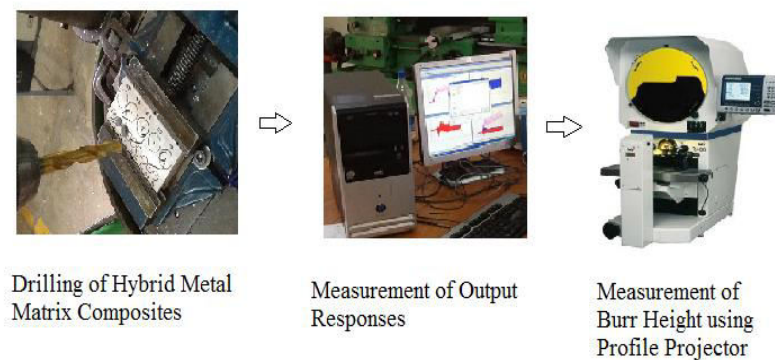 Drilling of Hybrid Metal
Matrix Composites
Measurement of Output
Responses
Measurement of
Burr Height using
Profile Projector